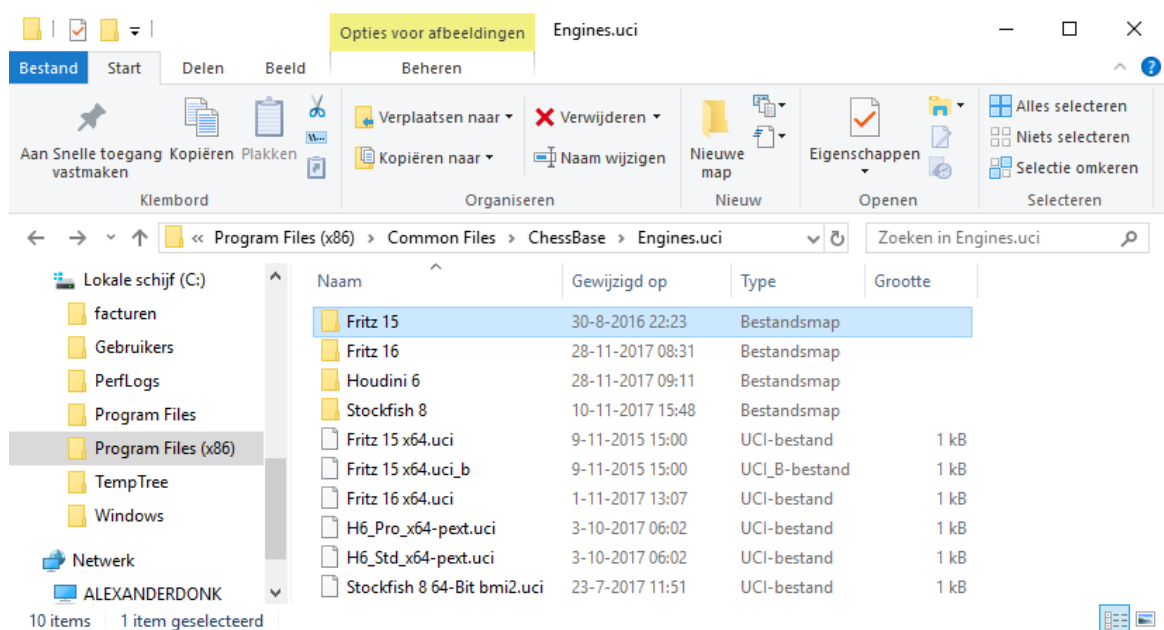 Opties voor afbeeldingen Engines.uci
Bestand Start Delen Beeld Beheren
Aan Snelle toegang vastmaken
Kopiëren
Plakken
W...
Klembord
Verplaatsen naar
Kopiëren naar
Verwijderen
Naam wijzigen
Organiseren
Nieuwe map
Nieuw
Eigenschappen
Openen
Alles selecteren
Niets selecteren
Selectie omkeren
Selecteren
« Program Files (x86) > Common Files > ChessBase > Engines.uci
Zoeken in Engines.uci
Lokale schijf (C:)
facturen
Gebruikers
PerfLogs
Program Files
Program Files (x86)
TempTree
Windows
Netwerk
ALEXANDERDONK
Naam Gewijzigd op Type Grootte
Fritz 15 30-8-2016 22:23 Bestandsmap
Fritz 16 28-11-2017 08:31 Bestandsmap
Houdini 6 28-11-2017 09:11 Bestandsmap
Stockfish 8 10-11-2017 15:48 Bestandsmap
Fritz 15 x64.uci 9-11-2015 15:00 UCI-bestand 1 kB
Fritz 15 x64.uci_b 9-11-2015 15:00 UCI_B-bestand 1 kB
Fritz 16 x64.uci 1-11-2017 13:07 UCI-bestand 1 kB
H6_Pro_x64-pext.uci 3-10-2017 06:02 UCI-bestand 1 kB
H6_Std_x64-pext.uci 3-10-2017 06:02 UCI-bestand 1 kB
Stockfish 8 64-Bit bmi2.uci 23-7-2017 11:51 UCI-bestand 1 kB
10 items 1 item geselecteerd